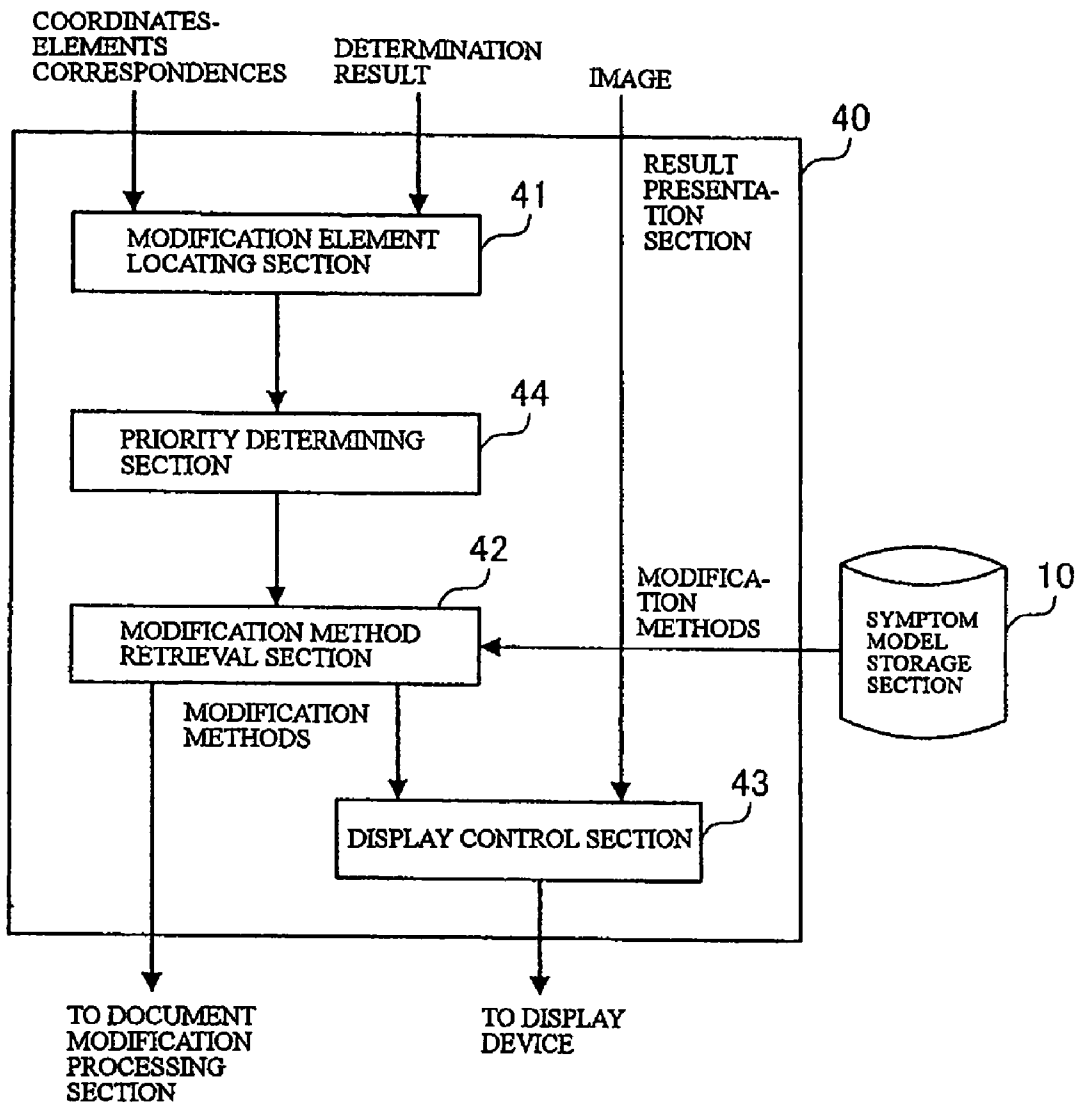 COORDINATES-
ELEMENTS
CORRESPONDENCES
DETERMINATION
RESULT
IMAGE
40
RESULT
PRESENTA-
TION
SECTION
41
MODIFICATION ELEMENT
LOCATING SECTION
44
PRIORITY DETERMINING
SECTION
42
MODIFICATION METHOD
RETRIEVAL SECTION
MODIFICA-
TION
METHODS
10
SYMPTOM
MODEL
STORAGE
SECTION
MODIFICATION
METHODS
43
DISPLAY CONTROL SECTION
TO DOCUMENT
MODIFICATION
PROCESSING
SECTION
TO DISPLAY
DEVICE